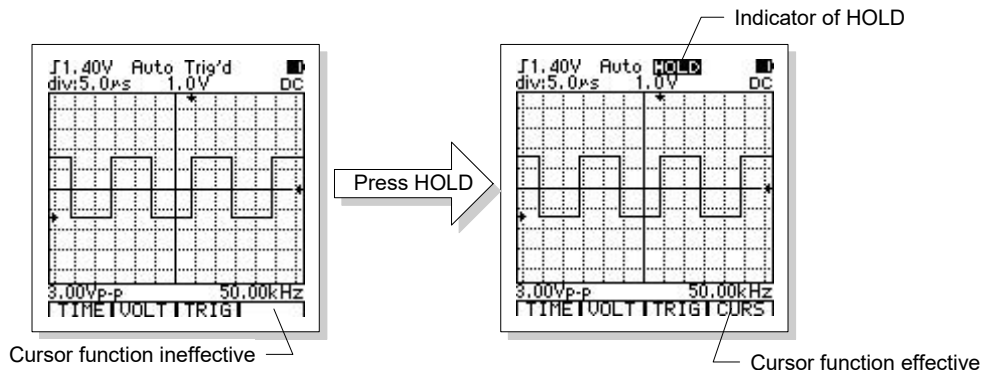 Indicator of HOLD
ʃ1.40V Auto Trig'd
div:5.0µs 1.0V DC
3.00Vp-p 50.00kHz
TIME VOLT TRIG
Cursor function ineffective
Press HOLD
ʃ1.40V Auto HOLD
div:5.0µs 1.0V DC
3.00Vp-p 50.00kHz
TIME VOLT TRIG CURS
Cursor function effective